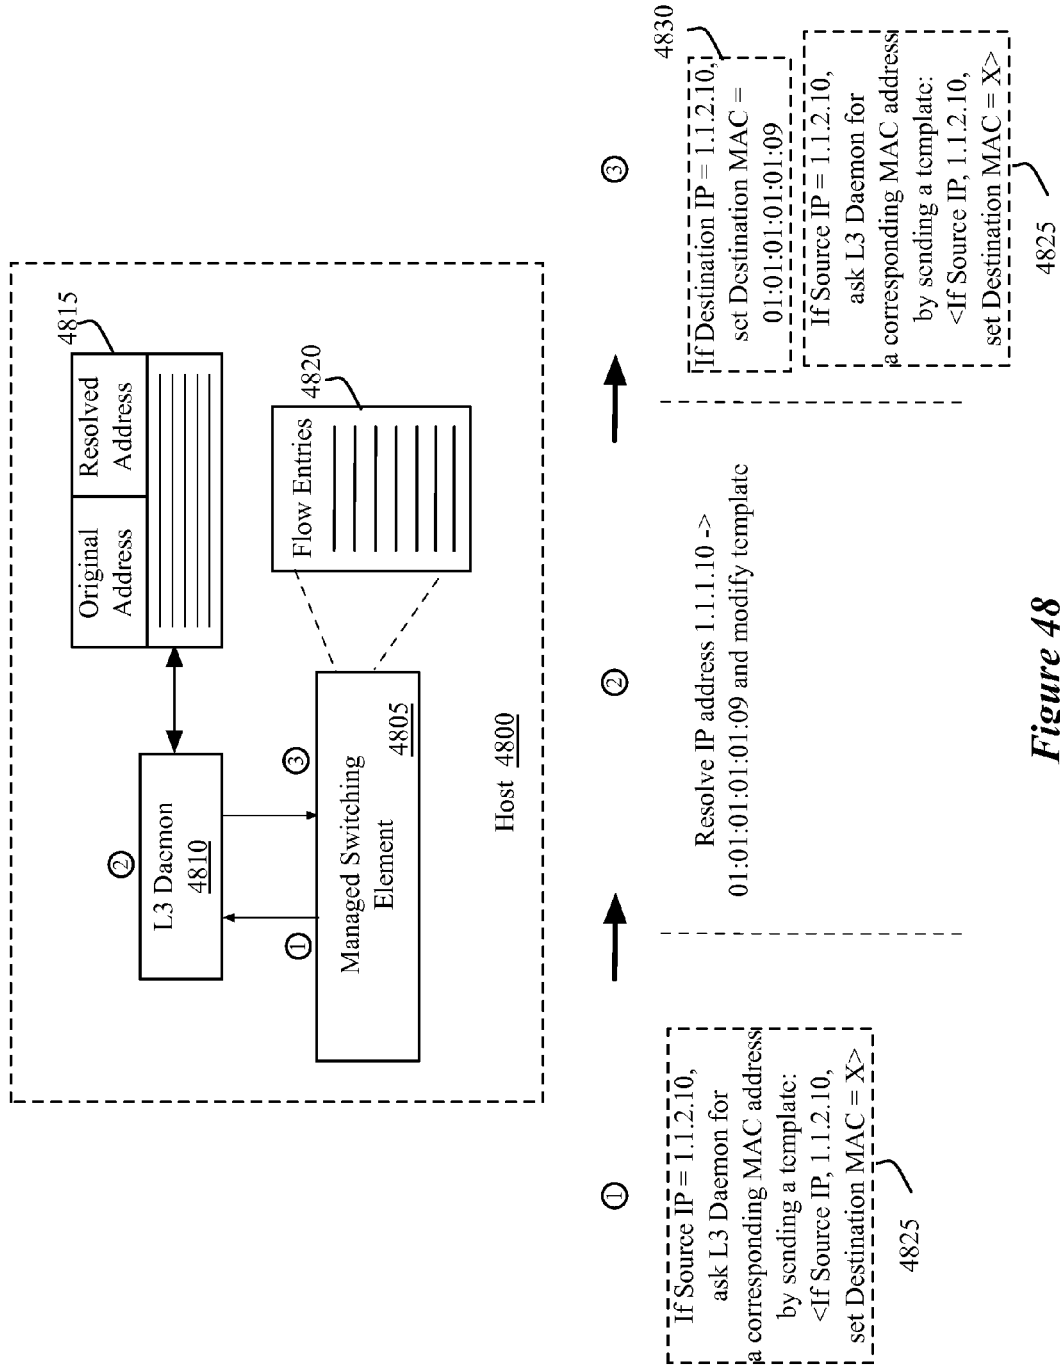 Original
Address
Resolved
Address
4815
②
L3 Daemon
4810
Flow Entries
4820
①
③
Managed Switching
Element
4805
Host 4800
①
If Source IP = 1.1.2.10,
ask L3 Daemon for
a corresponding MAC address
by sending a template:
<If Source IP, 1.1.2.10,
set Destination MAC = X>
4825
②
Resolve IP address 1.1.1.10 ->
01:01:01:01:01:09 and modify template
③
If Destination IP = 1.1.2.10,
set Destination MAC =
01:01:01:01:01:09
4830
If Source IP = 1.1.2.10,
ask L3 Daemon for
a corresponding MAC address
by sending a template:
<If Source IP, 1.1.2.10,
set Destination MAC = X>
4825
Figure 48